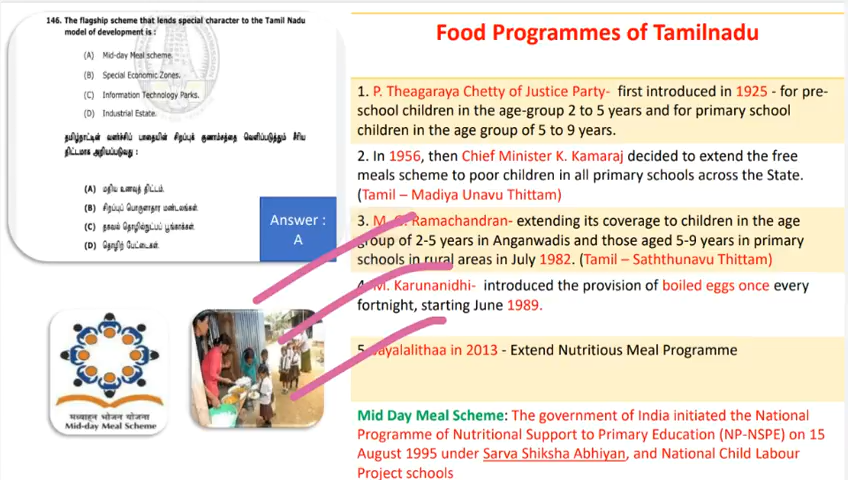 146. The flagship scheme that lends special character to the Tamil Nadu
model of development is :
(A) Mid-day Meal scheme.
(B) Special Economic Zones.
(C) Information Technology Parks.
(D) Industrial Estate.
தமிழ்நாட்டின் வளர்ச்சிப் பாதையின் சிறப்புக் குணாம்சத்தை வெளிப்படுத்தும் சீரிய
திட்டமாக அறியப்படுவது :
(A) மதிய உணவுத் திட்டம்.
(B) சிறப்புப் பொருளாதார மண்டலங்கள்.
(C) தகவல் தொழில்நுட்பப் பூங்காக்கள்.
(D) தொழிற் பேட்டைகள்.
Answer :
A
मध्याह्न भोजन योजना
Mid-day Meal Scheme
Food Programmes of Tamilnadu
1. P. Theagaraya Chetty of Justice Party- first introduced in 1925 - for pre-
school children in the age-group 2 to 5 years and for primary school
children in the age group of 5 to 9 years.
2. In 1956, then Chief Minister K. Kamaraj decided to extend the free
meals scheme to poor children in all primary schools across the State.
(Tamil – Madiya Unavu Thittam)
3. M. G. Ramachandran- extending its coverage to children in the age
group of 2-5 years in Anganwadis and those aged 5-9 years in primary
schools in rural areas in July 1982. (Tamil – Saththunavu Thittam)
4. M. Karunanidhi- introduced the provision of boiled eggs once every
fortnight, starting June 1989.
5. Jayalalithaa in 2013 - Extend Nutritious Meal Programme
Mid Day Meal Scheme: The government of India initiated the National
Programme of Nutritional Support to Primary Education (NP-NSPE) on 15
August 1995 under Sarva Shiksha Abhiyan, and National Child Labour
Project schools